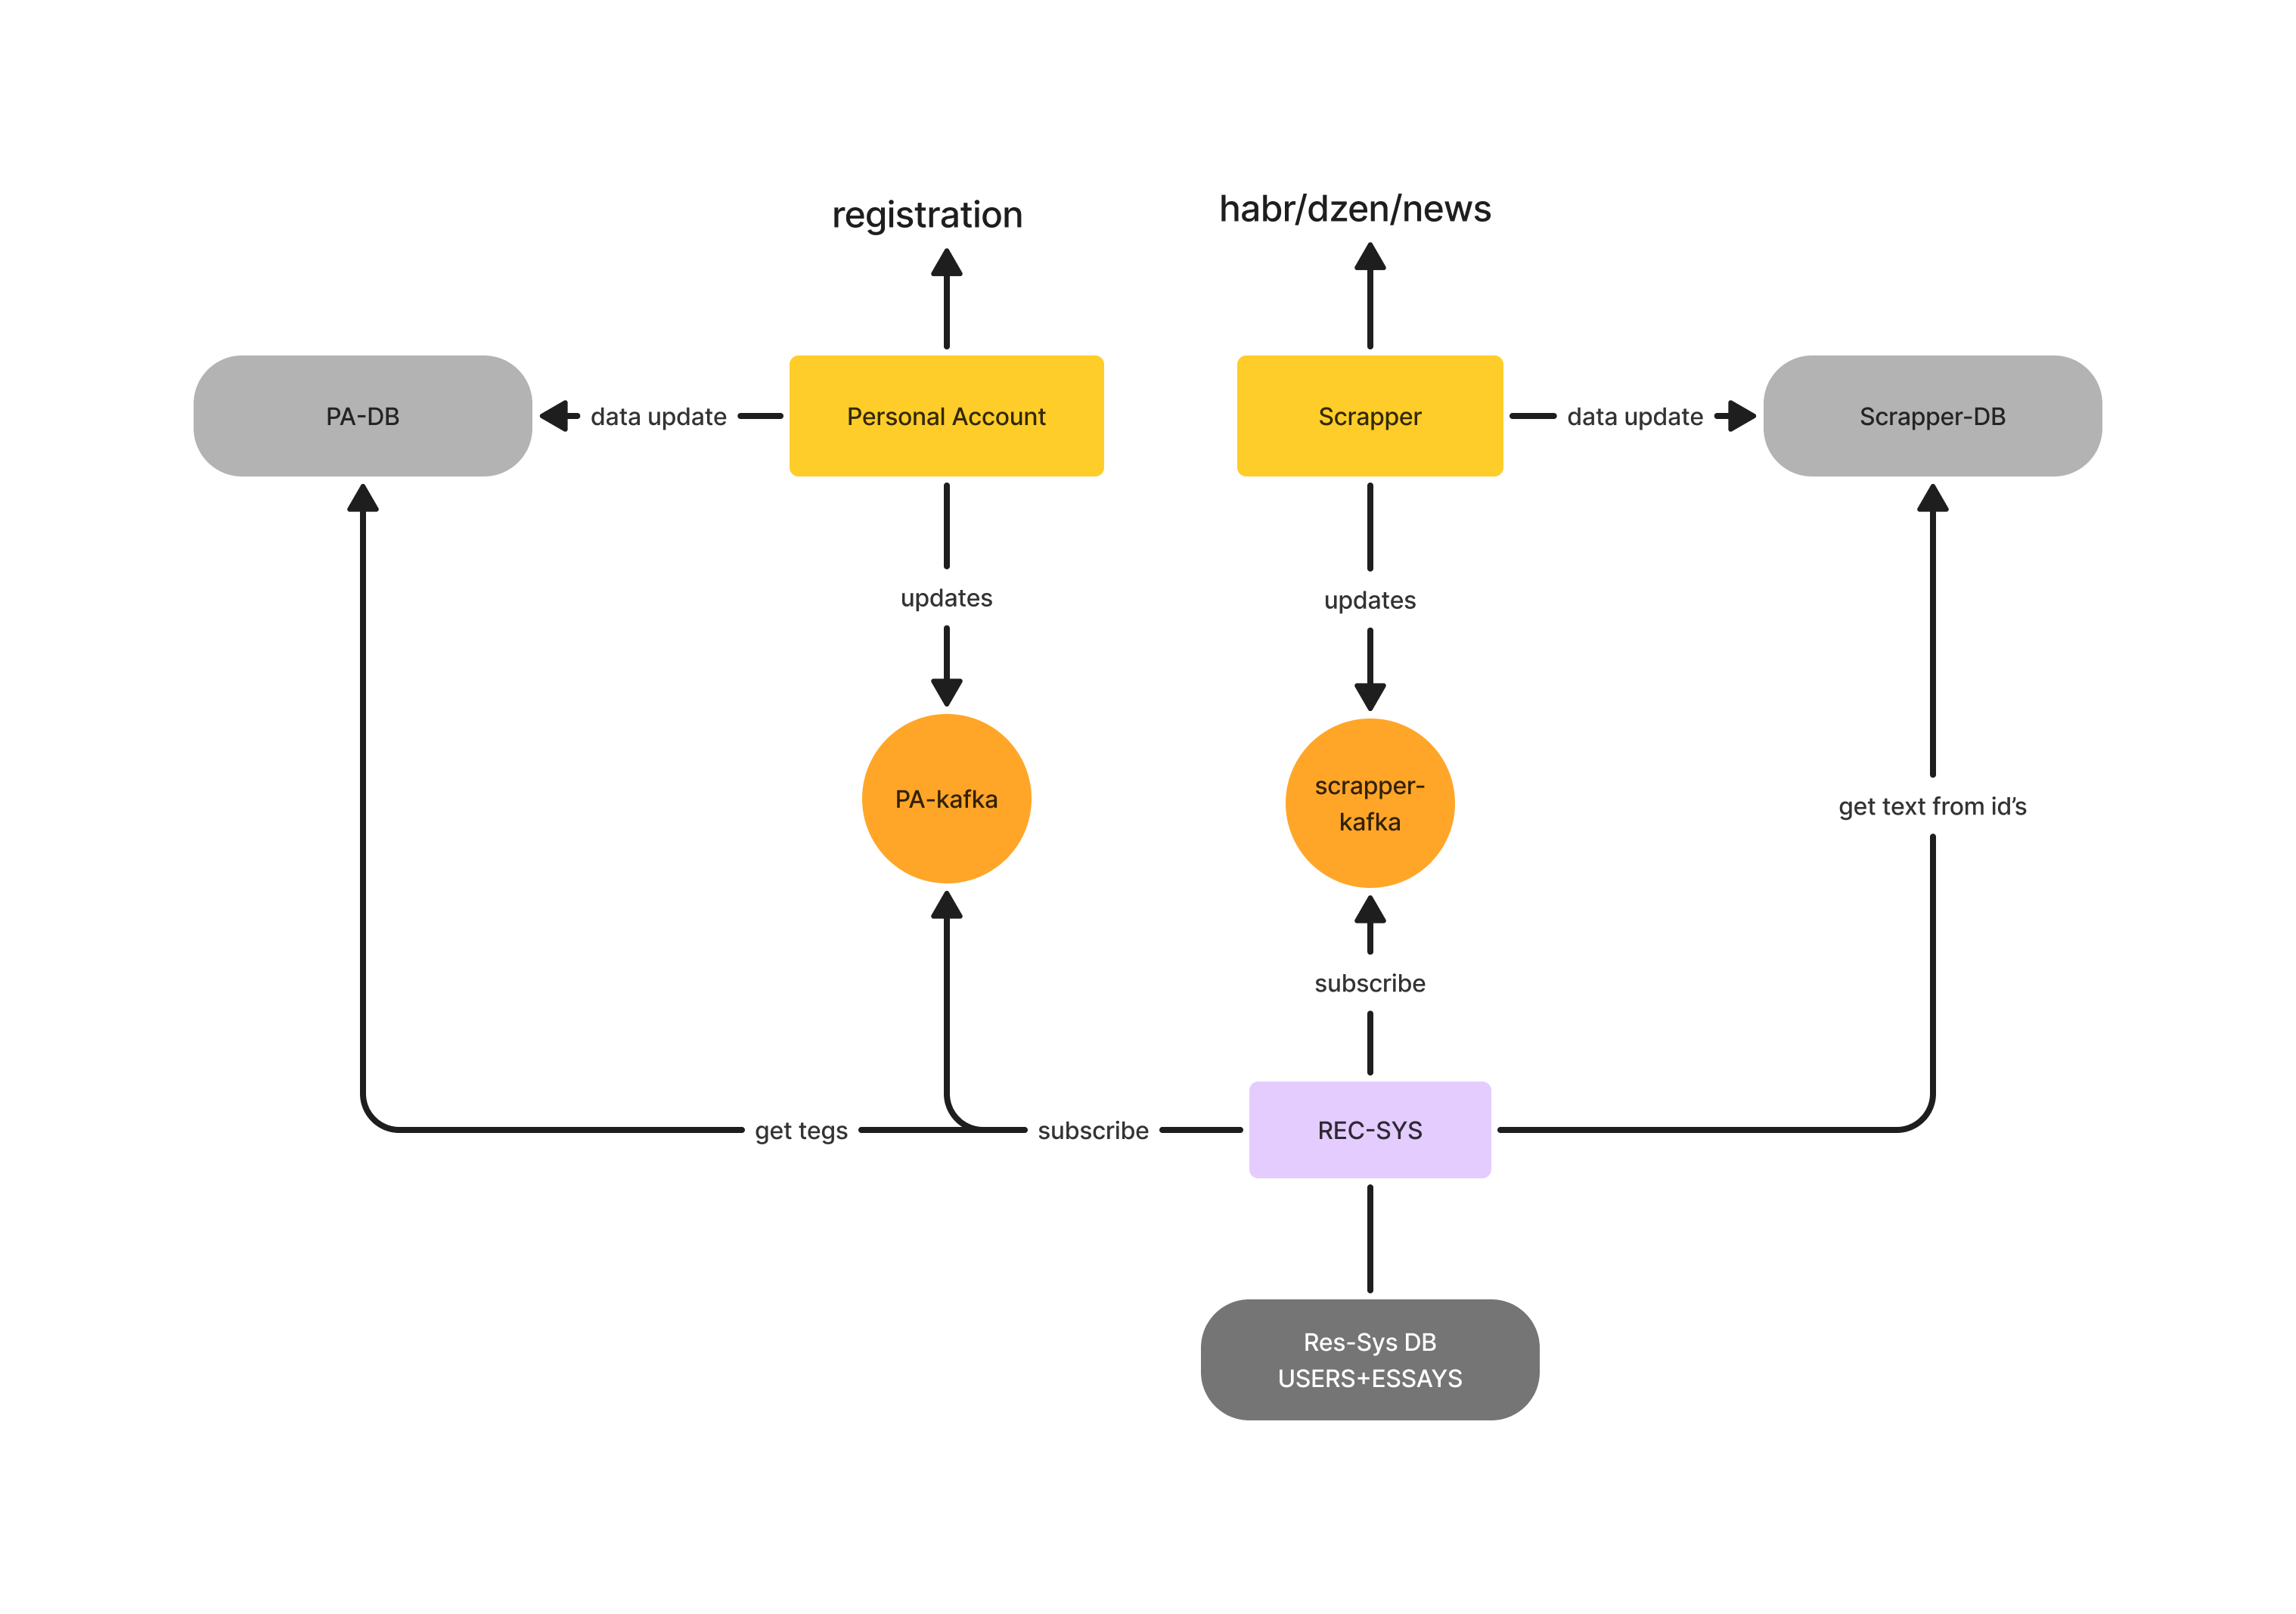 registration
habr/dzen/news
PA-DB
data update
Personal Account
Scrapper
data update
Scrapper-DB
updates
updates
PA-kafka
scrapper-
kafka
get text from id’s
subscribe
get tegs
subscribe
REC-SYS
Res-Sys DB
USERS+ESSAYS